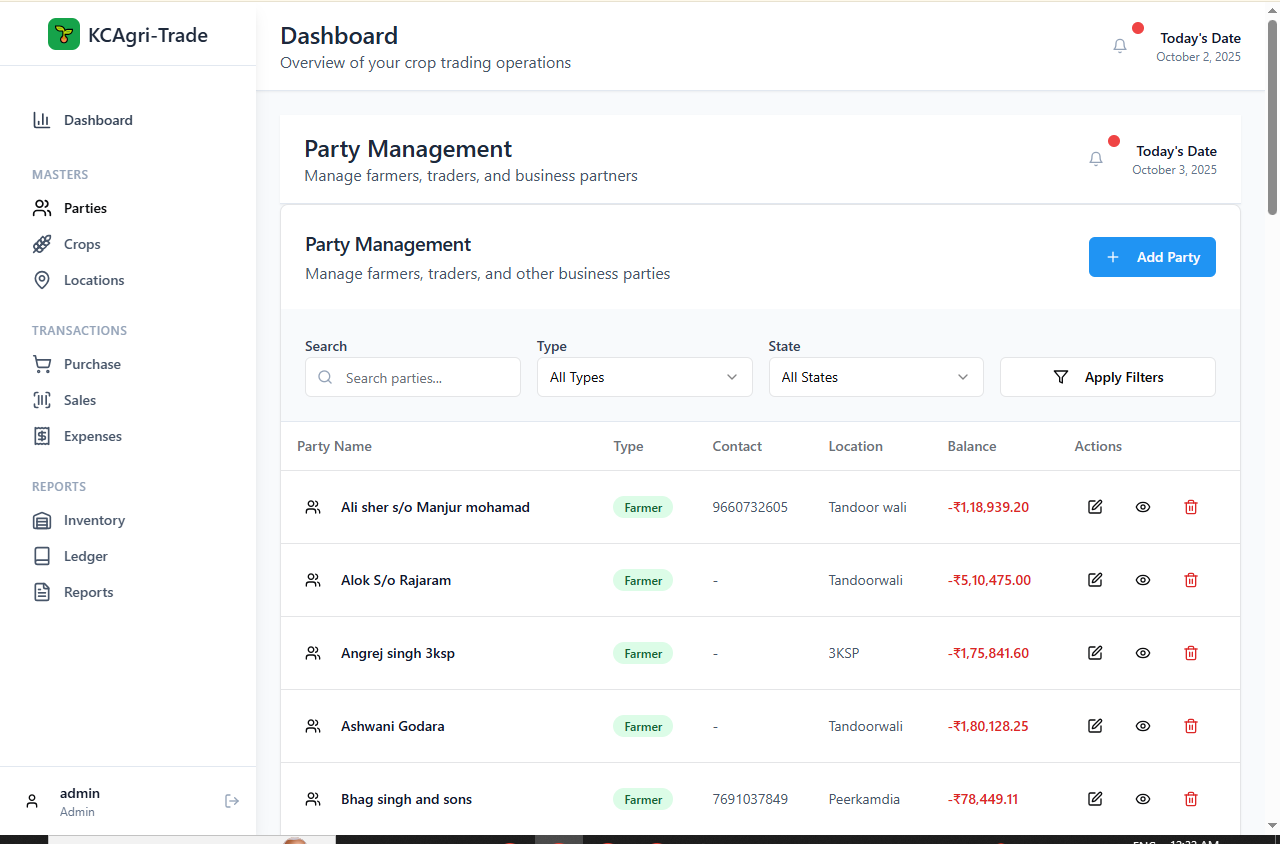 KCAgri-Trade
Dashboard
MASTERS
Parties
Crops
Locations
TRANSACTIONS
Purchase
Sales
Expenses
REPORTS
Inventory
Ledger
Reports
admin
Admin
Dashboard
Overview of your crop trading operations
Today's Date
October 2, 2025
Party Management
Manage farmers, traders, and business partners
Today's Date
October 3, 2025
Party Management
Manage farmers, traders, and other business parties
Add Party
Search Type State
Search parties... All Types All States Apply Filters
Party Name Type Contact Location Balance Actions
Ali sher s/o Manjur mohamad Farmer 9660732605 Tandoor wali -₹1,18,939.20
Alok S/o Rajaram Farmer - Tandoorwali -₹5,10,475.00
Angrej singh 3ksp Farmer - 3KSP -₹1,75,841.60
Ashwani Godara Farmer - Tandoorwali -₹1,80,128.25
Bhag singh and sons Farmer 7691037849 Peerkamdia -₹78,449.11